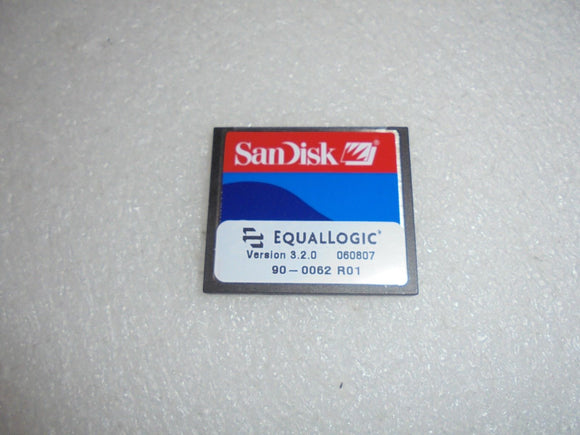 SanDisk
EQUALLOGIC®
Version 3.2.0 060807
90-0062 R01